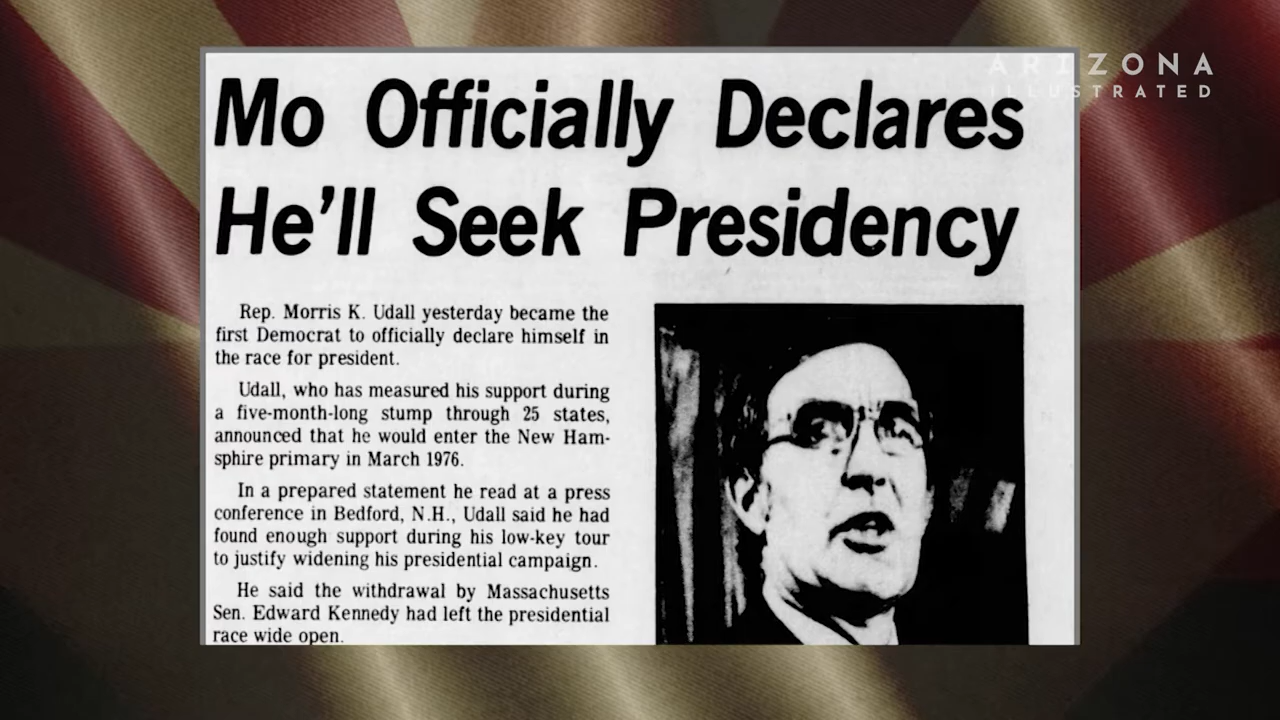 ARIZONA
ILLUSTRATED
Mo Officially Declares
He'll Seek Presidency
Rep. Morris K. Udall yesterday became the
first Democrat to officially declare himself in
the race for president.
Udall, who has measured his support during
a five-month-long stump through 25 states,
announced that he would enter the New Ham-
sphire primary in March 1976.
In a prepared statement he read at a press
conference in Bedford, N.H., Udall said he had
found enough support during his low-key tour
to justify widening his presidential campaign.
He said the withdrawal by Massachusetts
Sen. Edward Kennedy had left the presidential
race wide open.